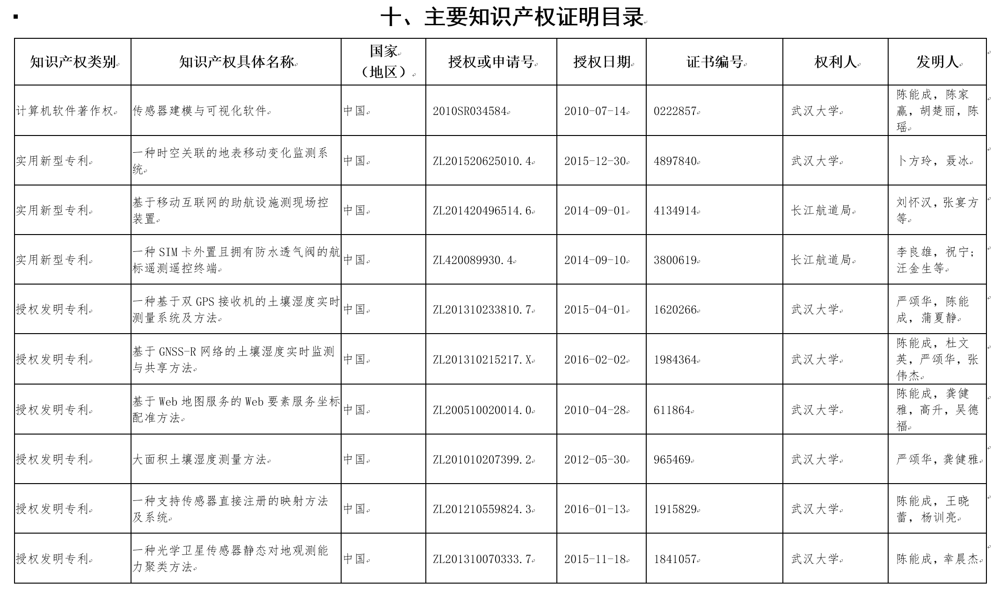 十、主要知识产权证明目录
知识产权类别 知识产权具体名称 国家 授权或申请号 授权日期 证书编号 权利人 发明人
（地区）
计算机软件著作权 传感器建模与可视化软件 中国 2010SR034584 2010-07-14 0222857 武汉大学 陈能成，陈家
赢，胡楚丽，陈
瑶
实用新型专利 一种时空关联的地表移动变化监测系 中国 ZL201520625010.4 2015-12-30 4897840 武汉大学 卜方玲，聂冰
统
实用新型专利 基于移动互联网的助航设施测现场控 中国 ZL201420496514.6 2014-09-01 4134914 长江航道局 刘怀汉，张宴方
装置 等
实用新型专利 一种 SIM 卡外置且拥有防水透气阀的航 中国 ZL420089930.4 2014-09-10 3800619 长江航道局 李良雄，祝宁；
标遥测遥控终端 汪金生等
授权发明专利 一种基于双 GPS 接收机的土壤湿度实时 中国 ZL201310233810.7 2015-04-01 1620266 武汉大学 严颂华，陈能
测量系统及方法 成，蒲夏静
授权发明专利 基于 GNSS-R 网络的土壤湿度实时监测 中国 ZL201310215217.X 2016-02-02 1984364 武汉大学 陈能成，杜文
与共享方法 英，严颂华，张
伟杰
授权发明专利 基于 Web 地图服务的 Web 要素服务坐标 中国 ZL200510020014.0 2010-04-28 611864 武汉大学 陈能成，龚健
配准方法 雅，高升，吴德
福
授权发明专利 大面积土壤湿度测量方法 中国 ZL201010207399.2 2012-05-30 965469 武汉大学 严颂华，龚健雅
授权发明专利 一种支持传感器直接注册的映射方法 中国 ZL201210559824.3 2016-01-13 1915829 武汉大学 陈能成，王晓
及系统 蕾，杨训亮
授权发明专利 一种光学卫星传感器静态对地观测能 中国 ZL201310070333.7 2015-11-18 1841057 武汉大学 陈能成，幸晨杰
力聚类方法